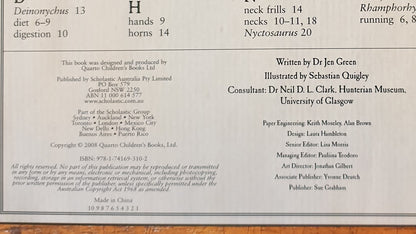 Deinonychus 13
diet 6–9
digestion 10
H
hands 9
horns 14
neck frills 14
necks 10–11, 18
Nyctosaurus 20
Rhamphorhy
running 6, 8
This book was designed and produced by
Quarto Children's Books Ltd
Published by Scholastic Australia Pty Limited
PO BOX 579
Gosford NSW 2250
ABN 11 000 614 577
www.scholastic.com.au
Part of the Scholastic Group
Sydney • Auckland • New York
Toronto • London • Mexico City
New Delhi • Hong Kong
Buenos Aires • Puerto Rico
Copyright © 2008 Quarto Children's Books Ltd.
ISBN: 978-1-74169-310-2
All rights reserved. No part of this publication may be reproduced or transmitted
in any form or by any means, electronic or mechanical, including photocopying,
recording, storage in an information retrieval system, or otherwise without the
prior written permission of the publisher, unless specifically permitted under the
Australian Copyright Act 1968 as amended.
Made in China
10 9 8 7 6 5 4 3 2 1
Written by Dr Jen Green
Illustrated by Sebastian Quigley
Consultant: Dr Neil D. L. Clark, Hunterian Museum,
University of Glasgow
Paper Engineering: Keith Moseley, Alan Brown
Design: Laura Hambleton
Senior Editor: Lisa Morris
Managing Editor: Pauliina Teodoro
Art Director: Jonathan Gilbert
Associate Publisher: Yvonne Deutch
Publisher: Sue Grabham